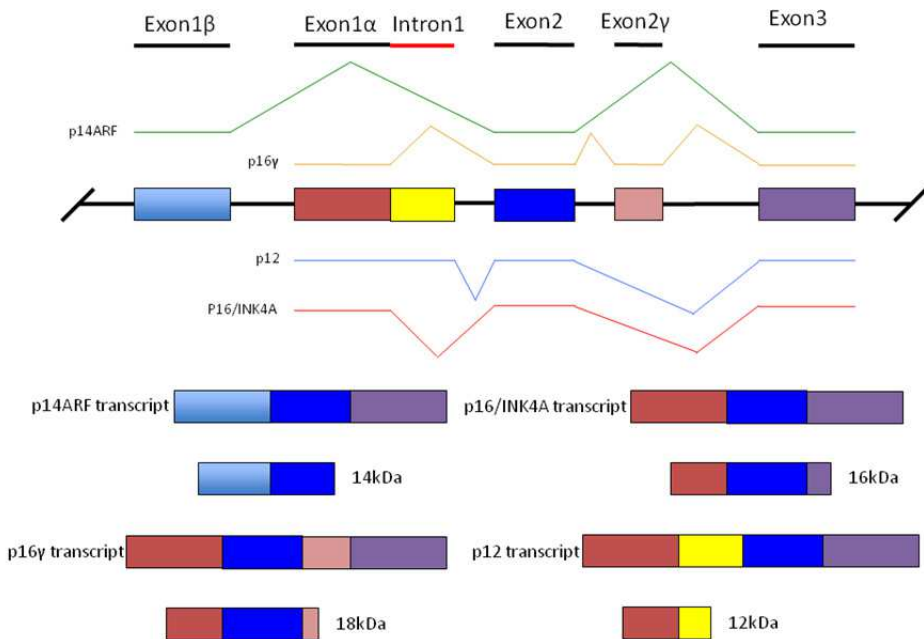 Exon1β Exon1α Intron1 Exon2 Exon2γ Exon3
p14ARF
p16γ
p12
P16/INK4A
p14ARF transcript
p16/INK4A transcript
14kDa
16kDa
p16γ transcript
p12 transcript
18kDa
12kDa